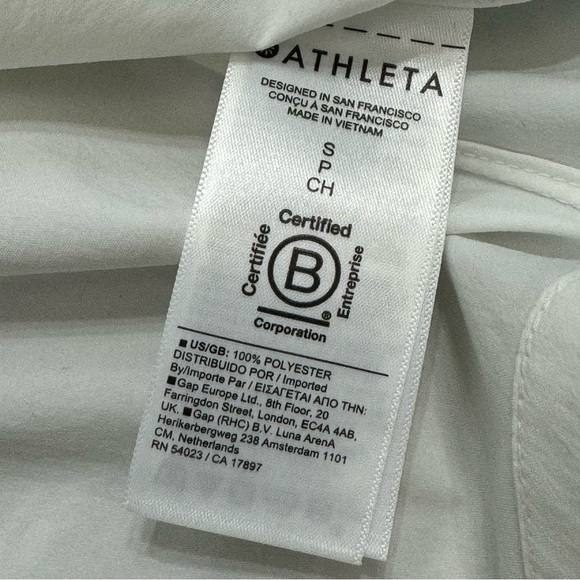 ATHLETA
DESIGNED IN SAN FRANCISCO
CONÇU À SAN FRANCISCO
MADE IN VIETNAM
S
P
CH
Certified
Certifiée
B
Entreprise
®
Corporation
■ US/GB: 100% POLYESTER
DISTRIBUIDO POR / Imported
By/Importe Par / ΕΙΣΑΓΕΤΑΙ ΑΠΟ ΤΗΝ:
■Gap Europe Ltd., 8th Floor, 20
Farringdon Street, London, EC4A 4AB,
UK. ■Gap (RHC) B.V. Luna ArenA
Herikerbergweg 238 Amsterdam 1101
CM, Netherlands
RN 54023 / CA 17897